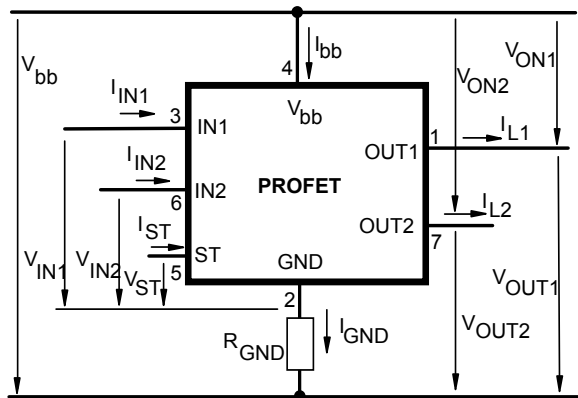 V_bb
I_bb
V_ON1
V_ON2
4
I_IN1
3
V_bb
IN1
1
I_L1
OUT1
I_IN2
IN2
PROFET
6
I_L2
I_ST
OUT2
7
ST
GND
V_IN1
V_IN2
V_ST
5
2
V_OUT1
R_GND
I_GND
V_OUT2